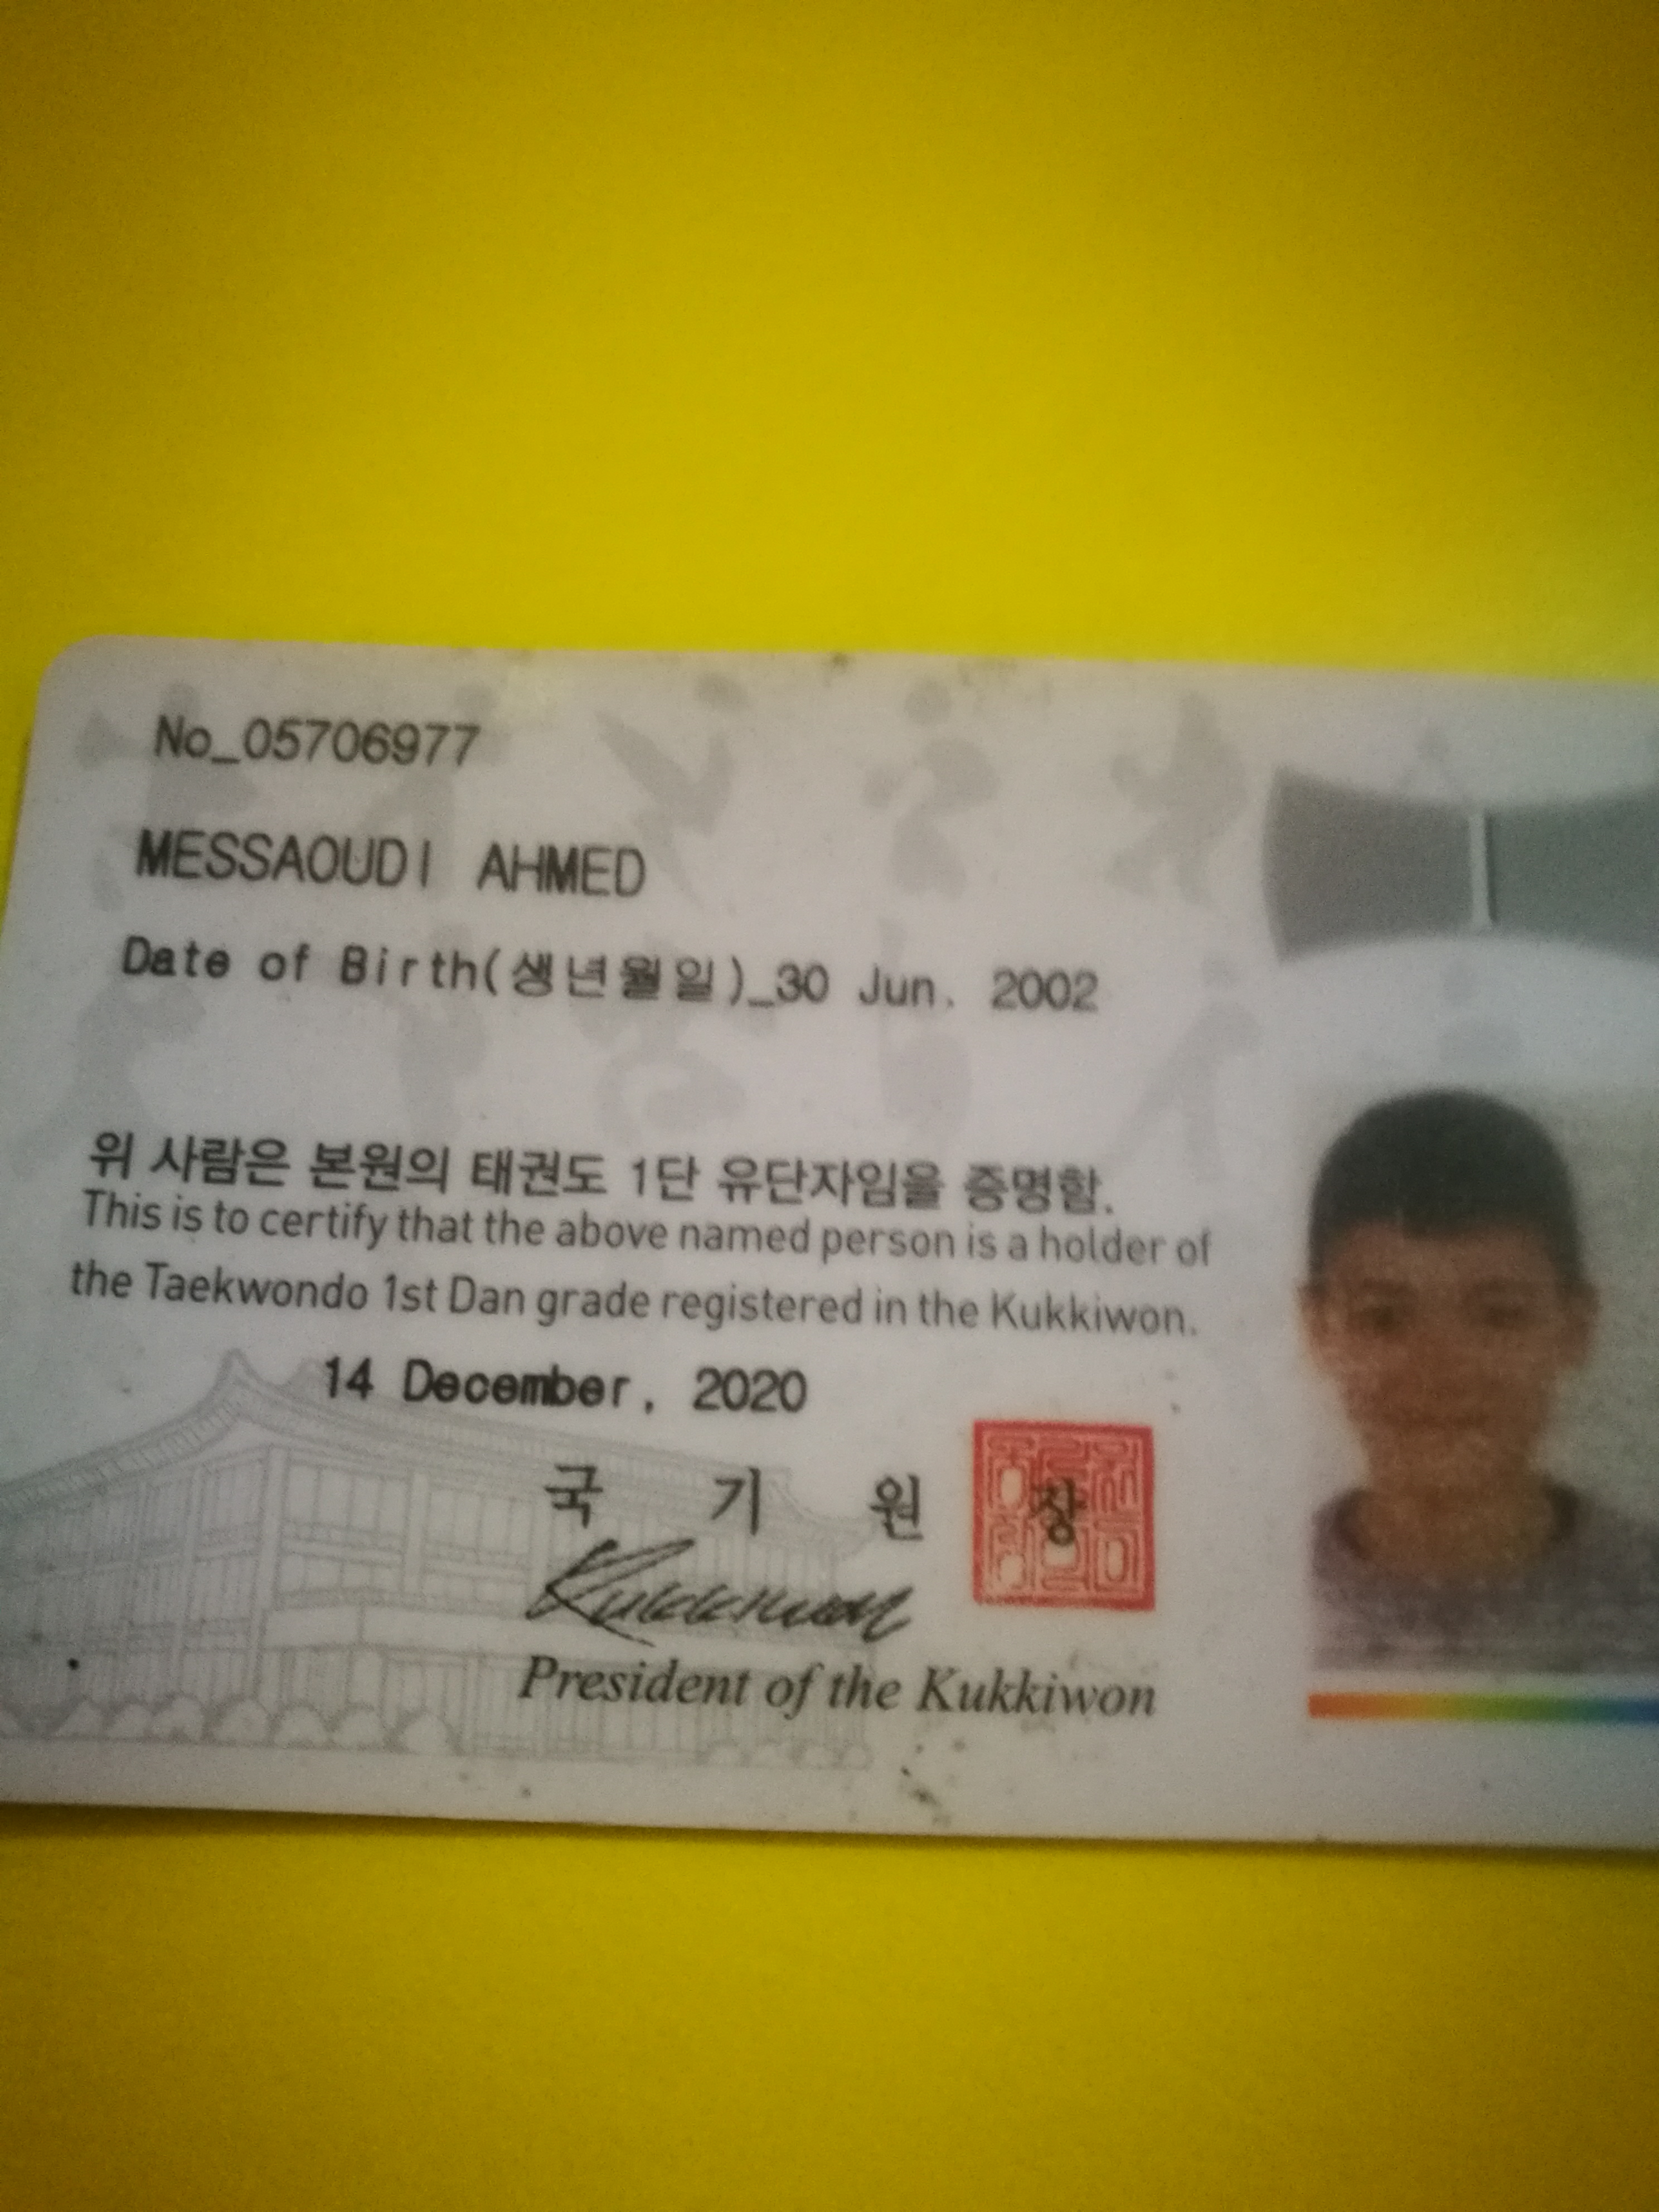 No_05706977
MESSAOUDI AHMED
Date of Birth(생년월일)_30 Jun. 2002
위 사람은 본원의 태권도 1단 유단자임을 증명함.
This is to certify that the above named person is a holder of
the Taekwondo 1st Dan grade registered in the Kukkiwon.
14 December, 2020
국 기 원 장
Kukkiwon
President of the Kukkiwon